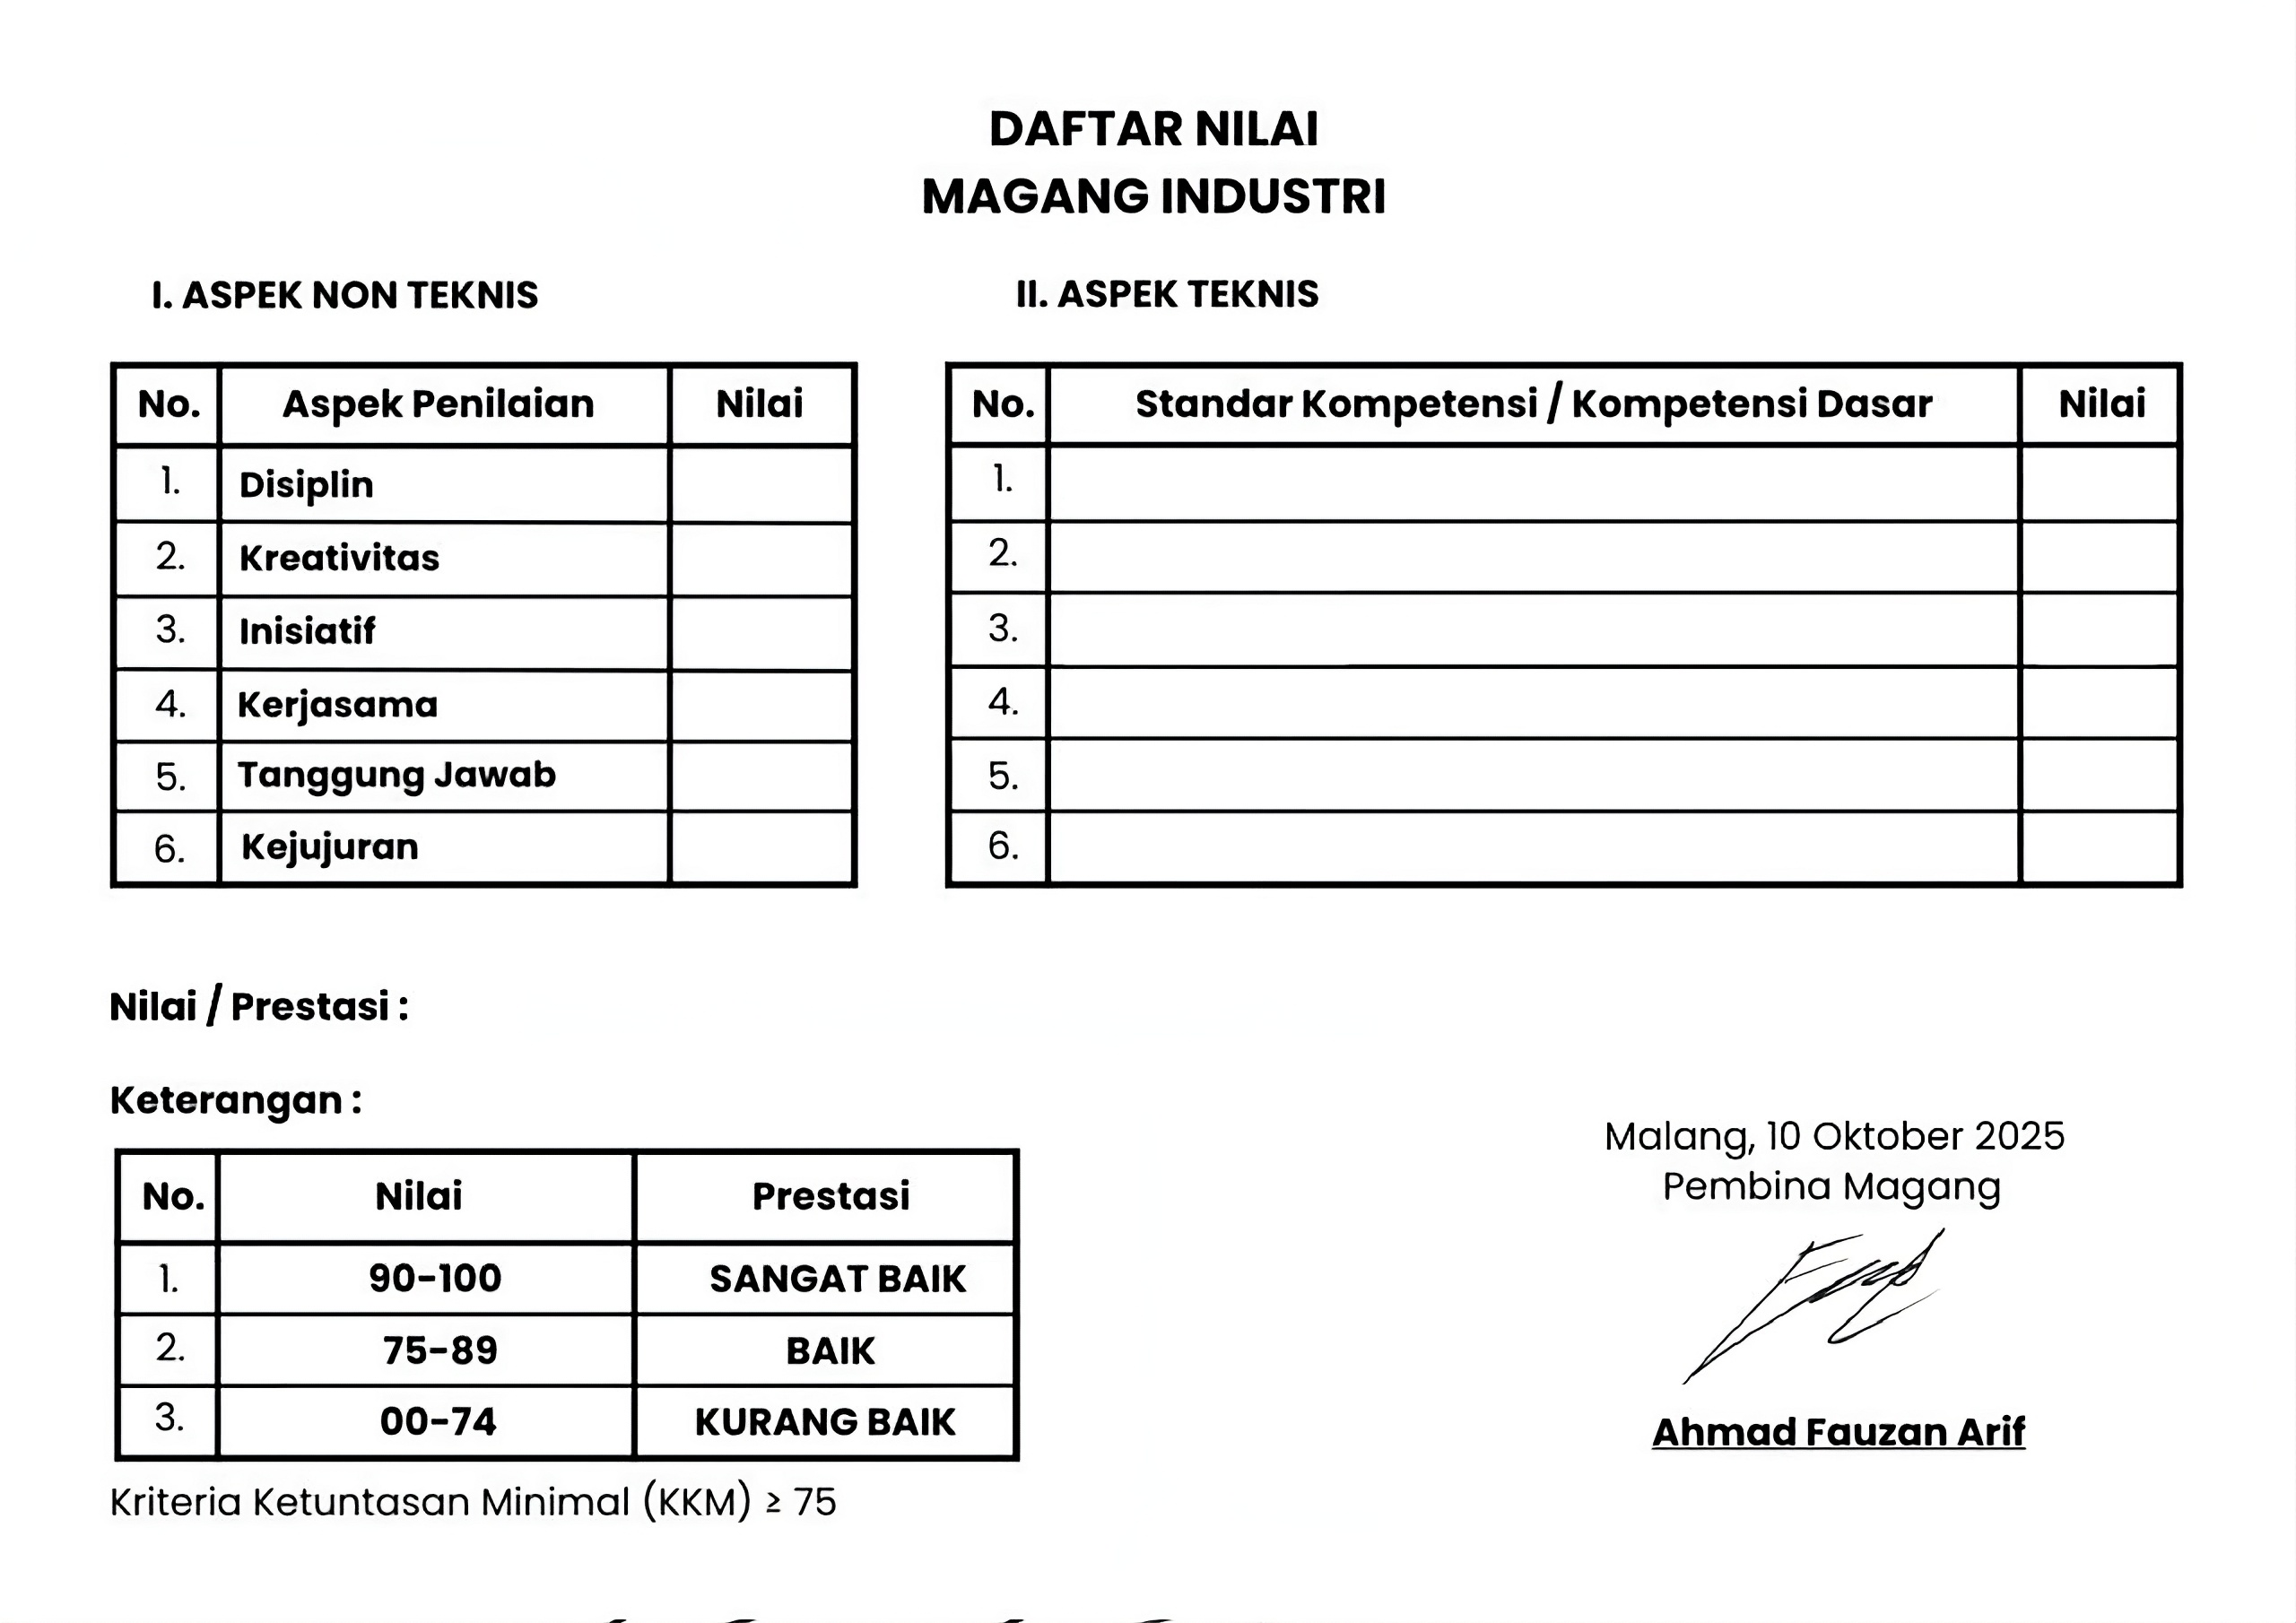 DAFTAR NILAI
MAGANG INDUSTRI
I. ASPEK NON TEKNIS
No. Aspek Penilaian Nilai
1. Disiplin
2. Kreativitas
3. Inisiatif
4. Kerjasama
5. Tanggung Jawab
6. Kejujuran
II. ASPEK TEKNIS
No. Standar Kompetensi / Kompetensi Dasar Nilai
1.
2.
3.
4.
5.
6.
Nilai / Prestasi :
Keterangan :
No. Nilai Prestasi
1. 90-100 SANGAT BAIK
2. 75-89 BAIK
3. 00-74 KURANG BAIK
Kriteria Ketuntasan Minimal (KKM) ≥ 75
Malang, 10 Oktober 2025
Pembina Magang
Ahmad Fauzan Arif